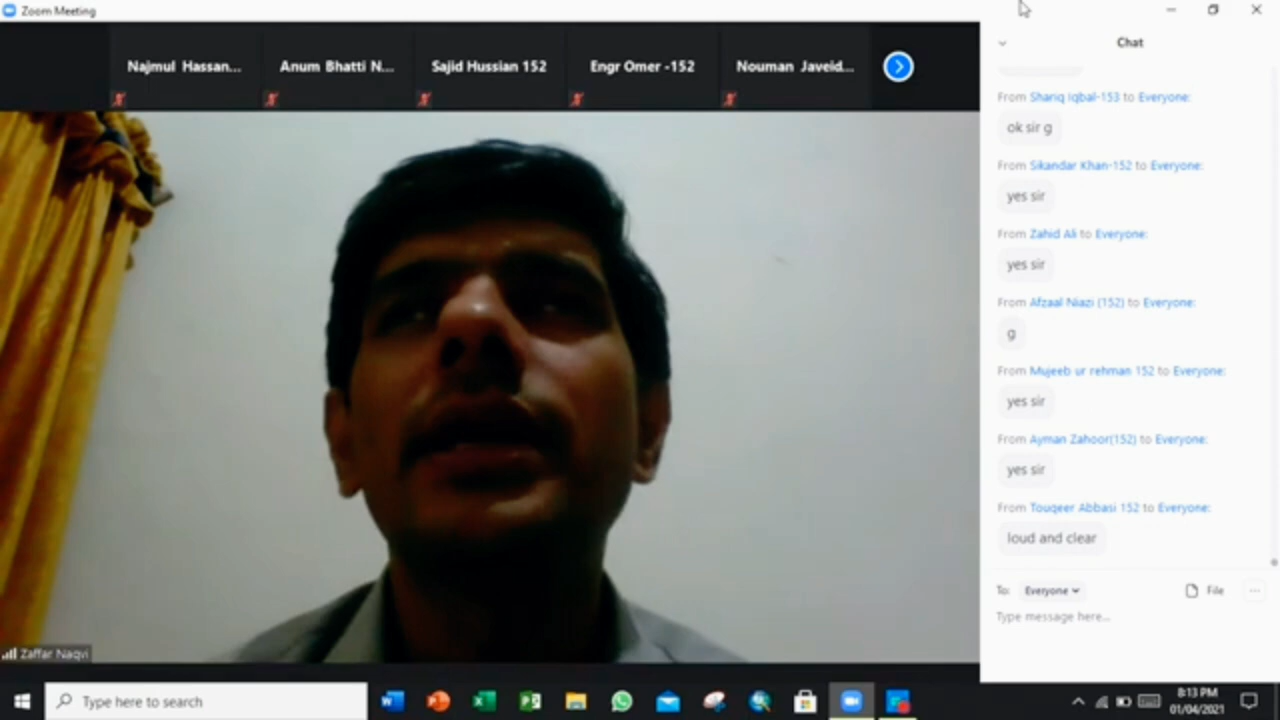 Zoom Meeting
Najmul Hassan...
Anum Bhatti N...
Sajid Hussian 152
Engr Omer -152
Nouman Javeid...
Chat
From Shariq Iqbal-153 to Everyone:
ok sir g
From Sikandar Khan-152 to Everyone:
yes sir
From Zahid Ali to Everyone:
yes sir
From Afzaal Niazi (152) to Everyone:
g
From Mujeeb ur rehman 152 to Everyone:
yes sir
From Ayman Zahoor(152) to Everyone:
yes sir
From Touqeer Abbasi 152 to Everyone:
loud and clear
To: Everyone
File
Type message here...
Zaffar Naqvi
Type here to search
8:13 PM
01/04/2021